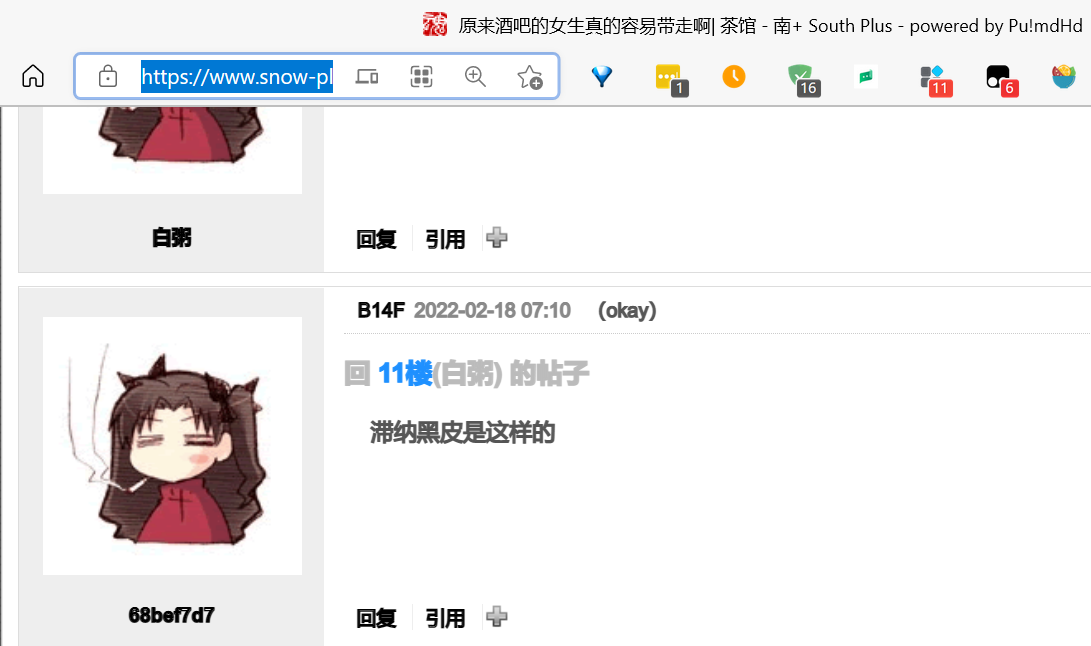 原来酒吧的女生真的容易带走啊| 茶馆 - 南+ South Plus - powered by Pu!mdHd
https://www.snow-pl
1
16
11
6
白粥
回复 引用
B14F 2022-02-18 07:10 (okay)
回 11楼(白粥) 的帖子
滞纳黑皮是这样的
68bef7d7
回复 引用